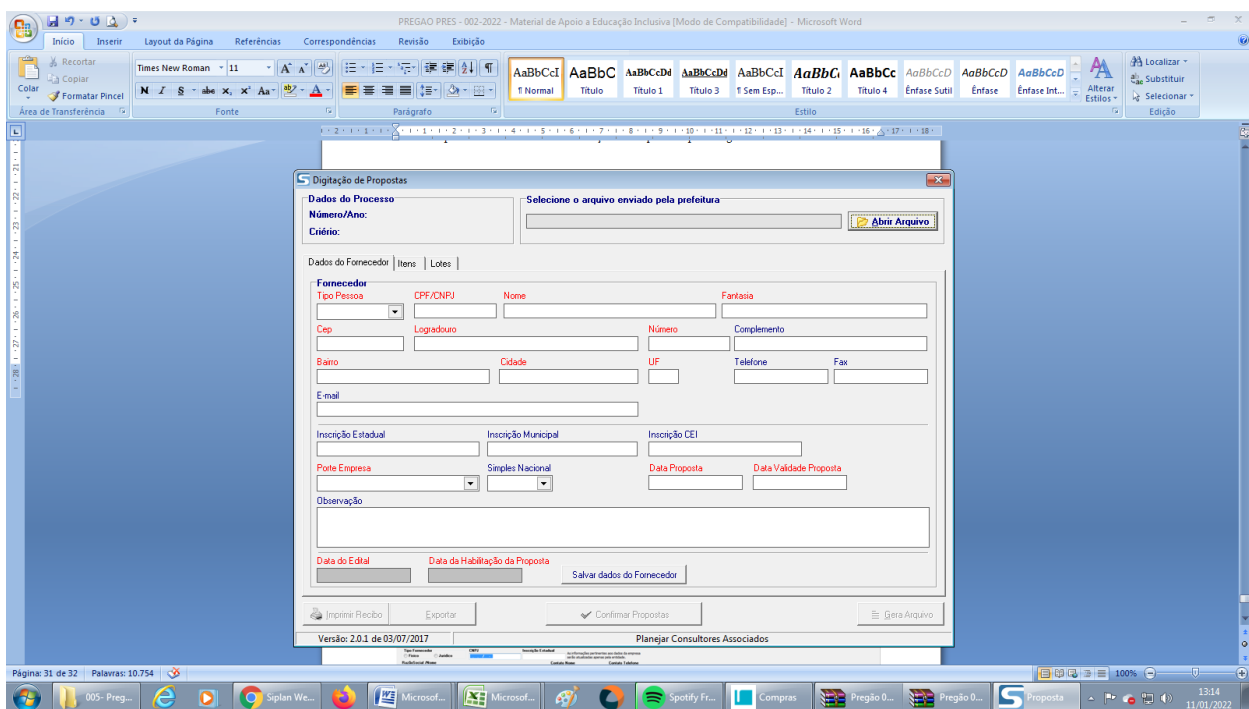 PREGAO PRES - 002-2022 - Material de Apoio a Educação Inclusiva [Modo de Compatibilidade] - Microsoft Word
Início Inserir Layout da Página Referências Correspondências Revisão Exibição
Recortar
Copiar
Formatar Pincel
Colar
Área de Transferência
Times New Roman 11
N I S abe X₂ X² Aa
Fonte
Parágrafo
AaBbCcI AaBbC AaBbCcDd AaBbCcDd AaBbCcI AaBbC AaBbCc AaBbCcD AaBbCcD AaBbCcD
¶ Normal Título Título 1 Título 3 ¶ Sem Esp... Título 2 Título 4 Ênfase Sutil Ênfase Ênfase Int...
Alterar Estilos
Estilo
Localizar
Substituir
Selecionar
Edição
Digitação de Propostas
Dados do Processo
Número/Ano:
Criério:
Selecione o arquivo enviado pela prefeitura
Abrir Arquivo
Dados do Fornecedor Itens Lotes
Fornecedor
Tipo Pessoa CPF/CNPJ Nome Fantasia
Cep Logradouro Número Complemento
Bairro Cidade UF Telefone Fax
E-mail
Inscrição Estadual Inscrição Municipal Inscrição CEI
Porte Empresa Simples Nacional Data Proposta Data Validade Proposta
Observação
Data do Edital Data da Habilitação da Proposta
Salvar dados do Fornecedor
Imprimir Recibo Exportar Confirmar Propostas Gera Arquivo
Versão: 2.0.1 de 03/07/2017 Planejar Consultores Associados
Página: 31 de 32 Palavras: 10.754 100%
005- Preg... Siplan We... Microsof... Microsof... Spotify Fr... Compras Pregão 0... Pregão 0... Proposta
13:14
11/01/2022